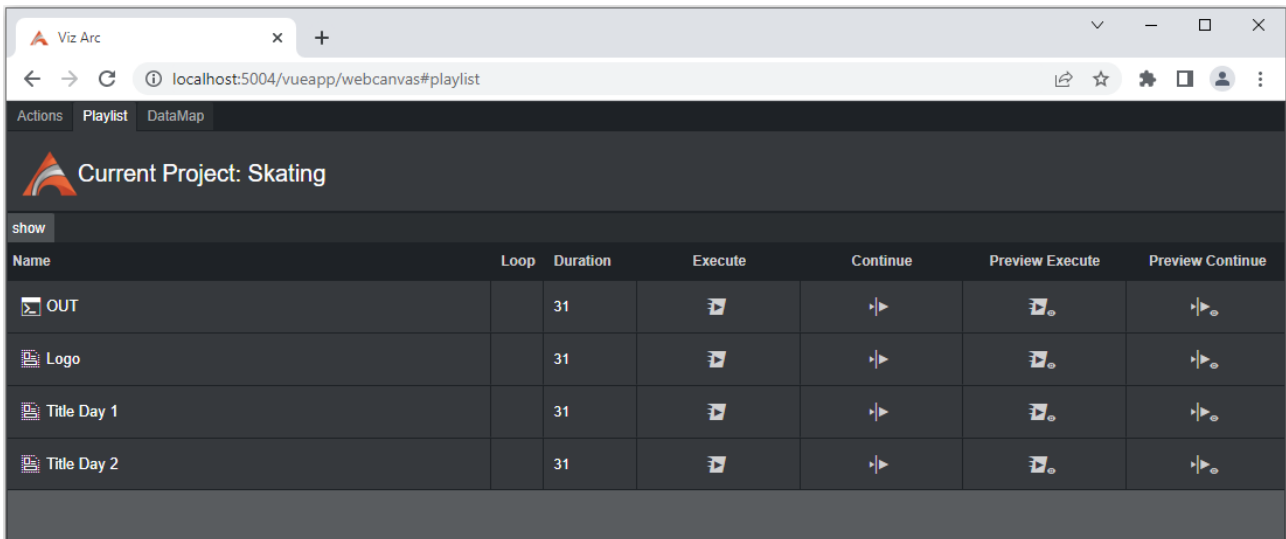 Viz Arc
localhost:5004/vueapp/webcanvas#playlist
Actions Playlist DataMap
Current Project: Skating
show
Name Loop Duration Execute Continue Preview Execute Preview Continue
OUT 31
Logo 31
Title Day 1 31
Title Day 2 31